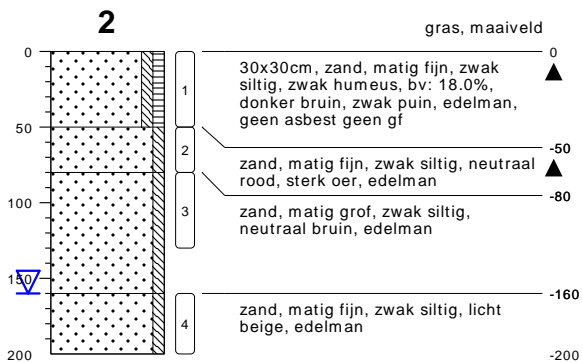 2
gras, maaiveld
0
0
30x30cm, zand, matig fijn, zwak
siltig, zwak humeus, bv: 18.0%,
donker bruin, zwak puin, edelman,
geen asbest geen gf
1
50
-50
2
zand, matig fijn, zwak siltig, neutraal
rood, sterk oer, edelman
-80
100
3
zand, matig grof, zwak siltig,
neutraal bruin, edelman
150
-160
4
zand, matig fijn, zwak siltig, licht
beige, edelman
200
-200